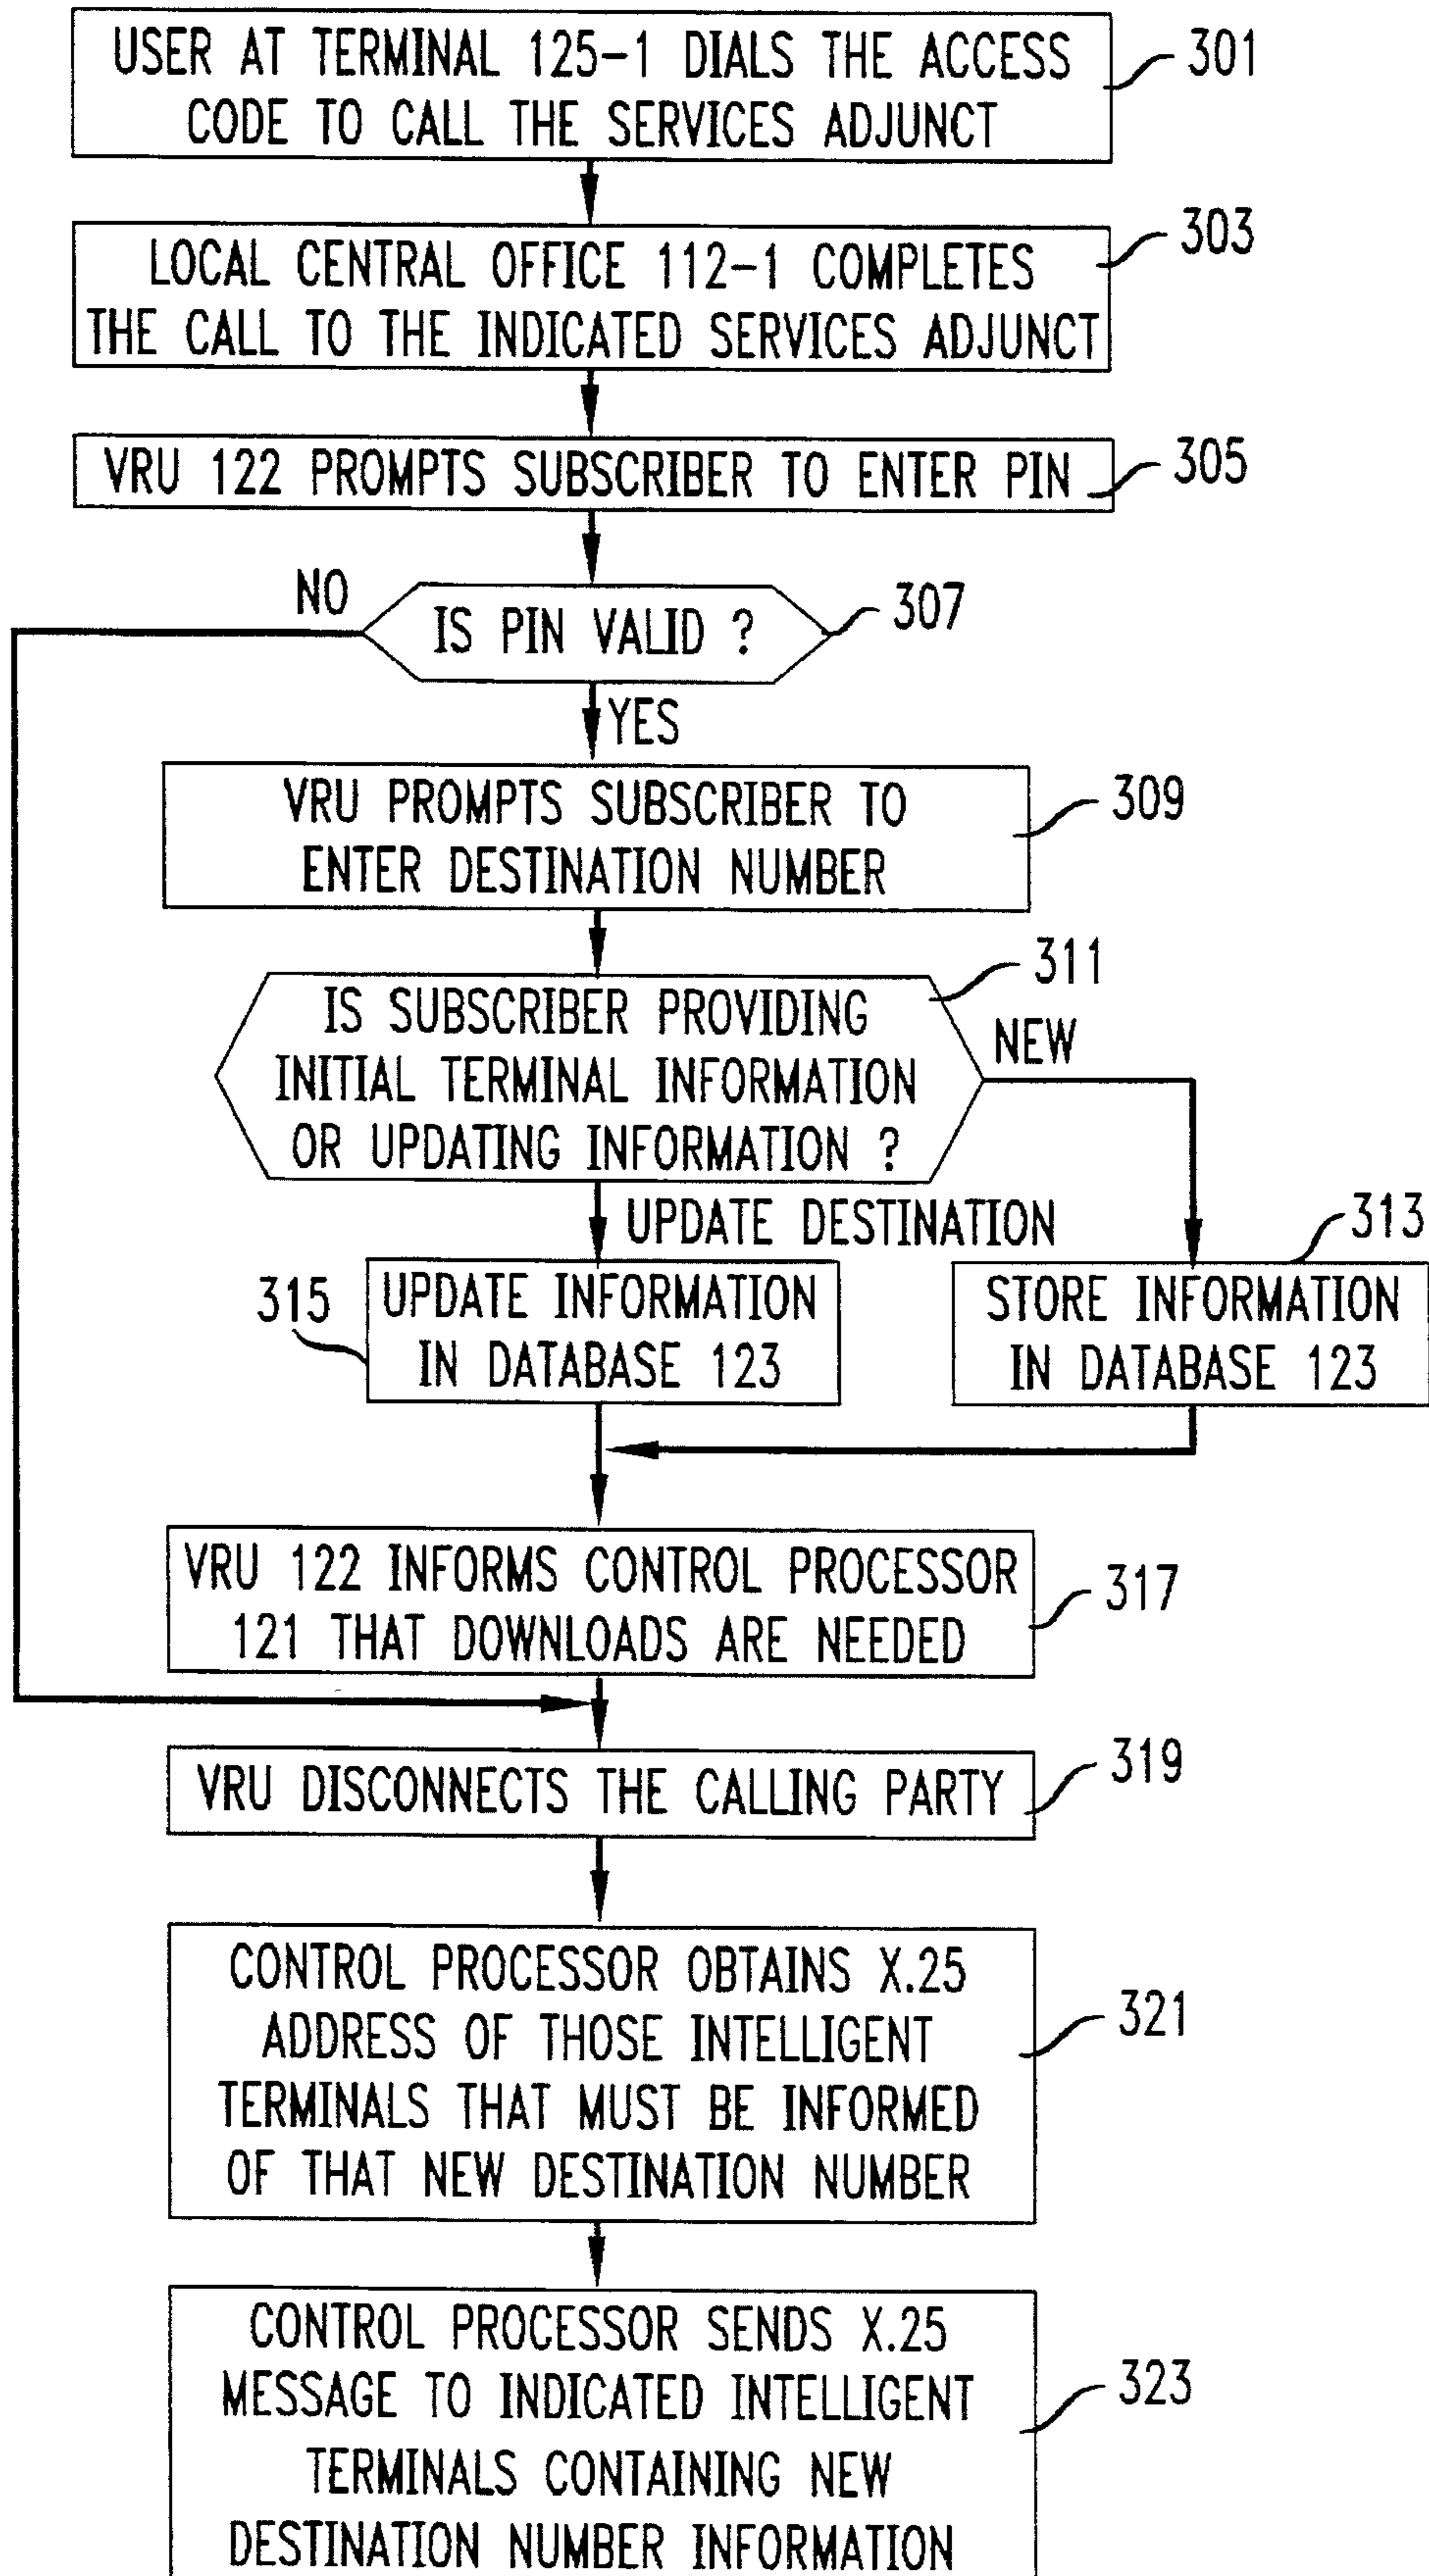 USER AT TERMINAL 125-1 DIALS THE ACCESS
CODE TO CALL THE SERVICES ADJUNCT
301
LOCAL CENTRAL OFFICE 112-1 COMPLETES
THE CALL TO THE INDICATED SERVICES ADJUNCT
303
VRU 122 PROMPTS SUBSCRIBER TO ENTER PIN
305
IS PIN VALID ?
307
NO
YES
VRU PROMPTS SUBSCRIBER TO
ENTER DESTINATION NUMBER
309
IS SUBSCRIBER PROVIDING
INITIAL TERMINAL INFORMATION
OR UPDATING INFORMATION ?
311
NEW
UPDATE DESTINATION
315
UPDATE INFORMATION
IN DATABASE 123
313
STORE INFORMATION
IN DATABASE 123
VRU 122 INFORMS CONTROL PROCESSOR
121 THAT DOWNLOADS ARE NEEDED
317
VRU DISCONNECTS THE CALLING PARTY
319
CONTROL PROCESSOR OBTAINS X.25
ADDRESS OF THOSE INTELLIGENT
TERMINALS THAT MUST BE INFORMED
OF THAT NEW DESTINATION NUMBER
321
CONTROL PROCESSOR SENDS X.25
MESSAGE TO INDICATED INTELLIGENT
TERMINALS CONTAINING NEW
DESTINATION NUMBER INFORMATION
323